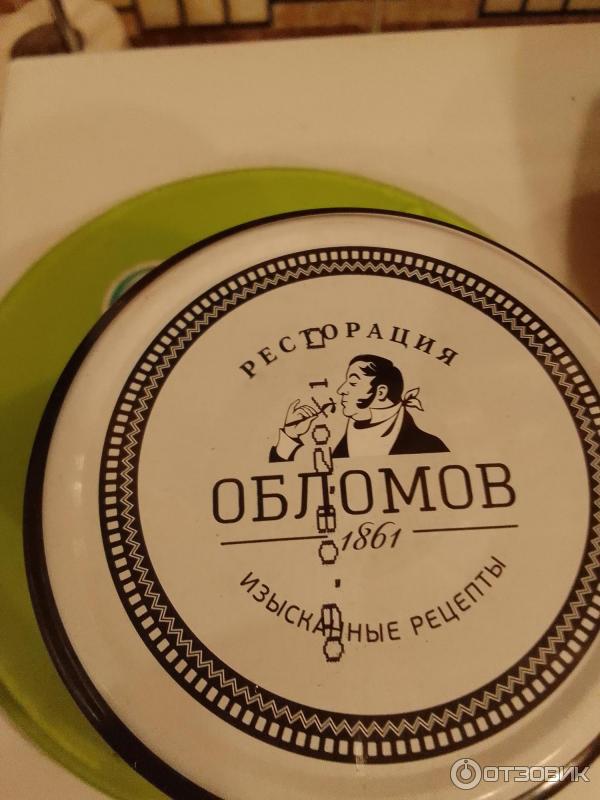 РЕСТОРАЦИЯ
ОБЛОМОВ
1861
ИЗЫСКАННЫЕ РЕЦЕПТЫ
ОТЗОВИК